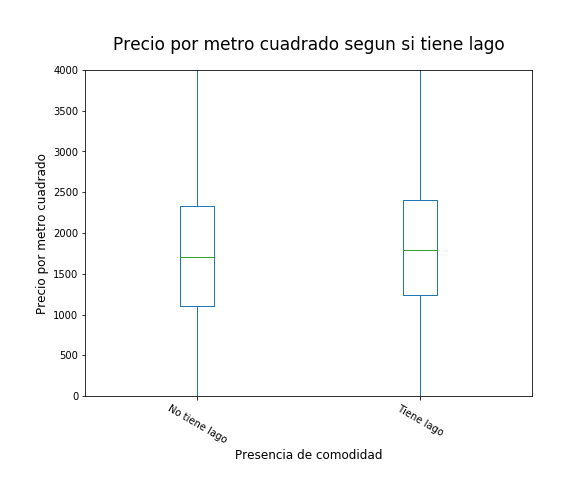 Precio por metro cuadrado segun si tiene lago
4000
3500
3000
2500
2000
1500
1000
500
0
Precio por metro cuadrado
No tiene lago
Tiene lago
Presencia de comodidad